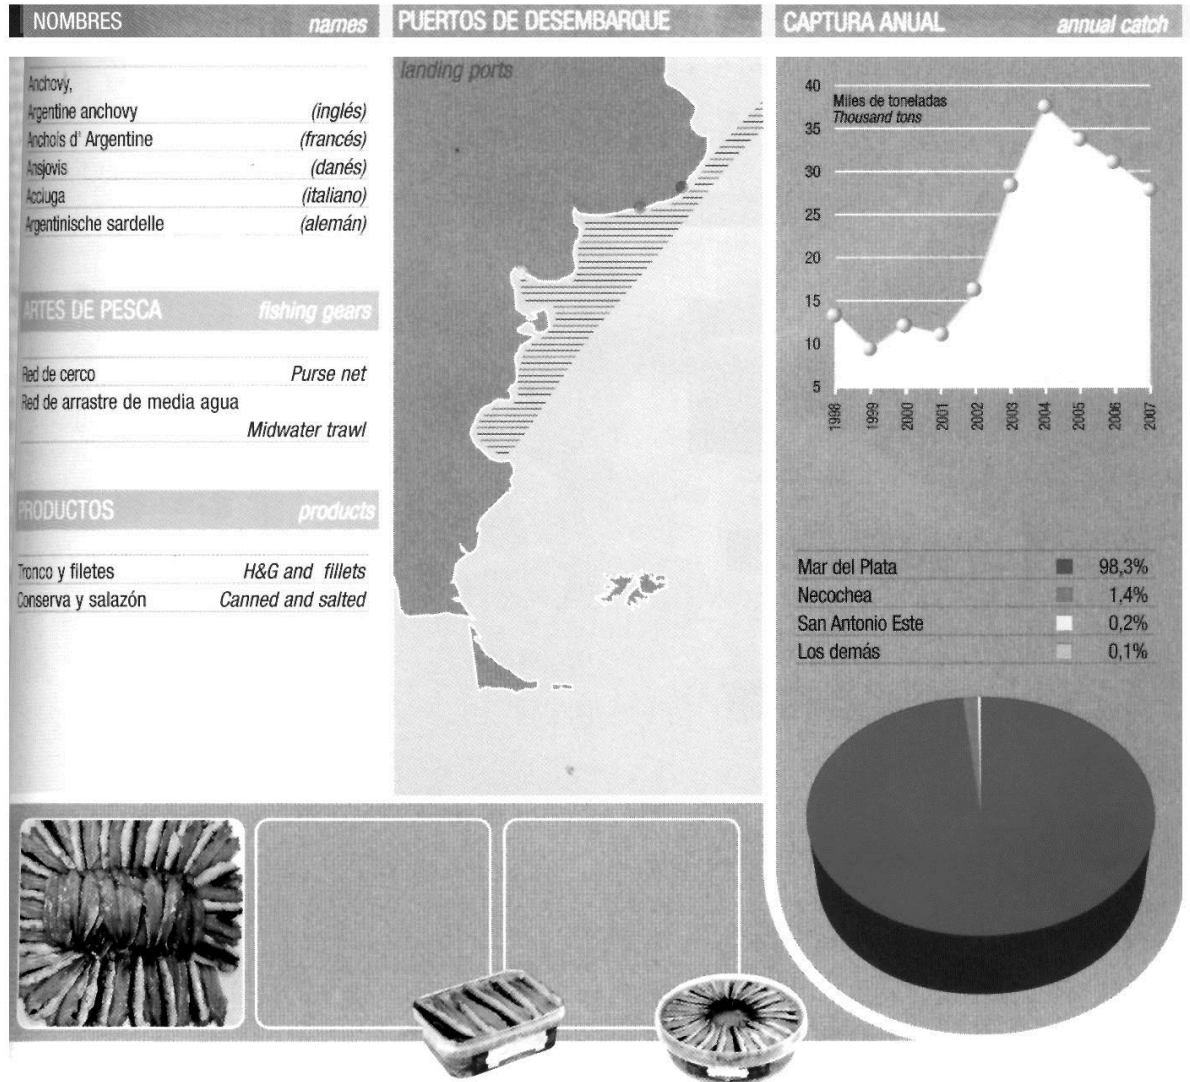 NOMBRES names
Anchovy,
Argentine anchovy (inglés)
Anchois d' Argentine (francés)
Ansjovis (danés)
Acciuga (italiano)
Argentinische sardelle (alemán)
ARTES DE PESCA fishing gears
Red de cerco Purse net
Red de arrastre de media agua
Midwater trawl
PRODUCTOS products
Tronco y filetes H&G and fillets
Conserva y salazón Canned and salted
PUERTOS DE DESEMBARQUE
landing ports
CAPTURA ANUAL annual catch
Miles de toneladas
Thousand tons
40
35
30
25
20
15
10
5
1998 1999 2000 2001 2002 2003 2004 2005 2006 2007
Mar del Plata 98,3%
Necochea 1,4%
San Antonio Este 0,2%
Los demás 0,1%